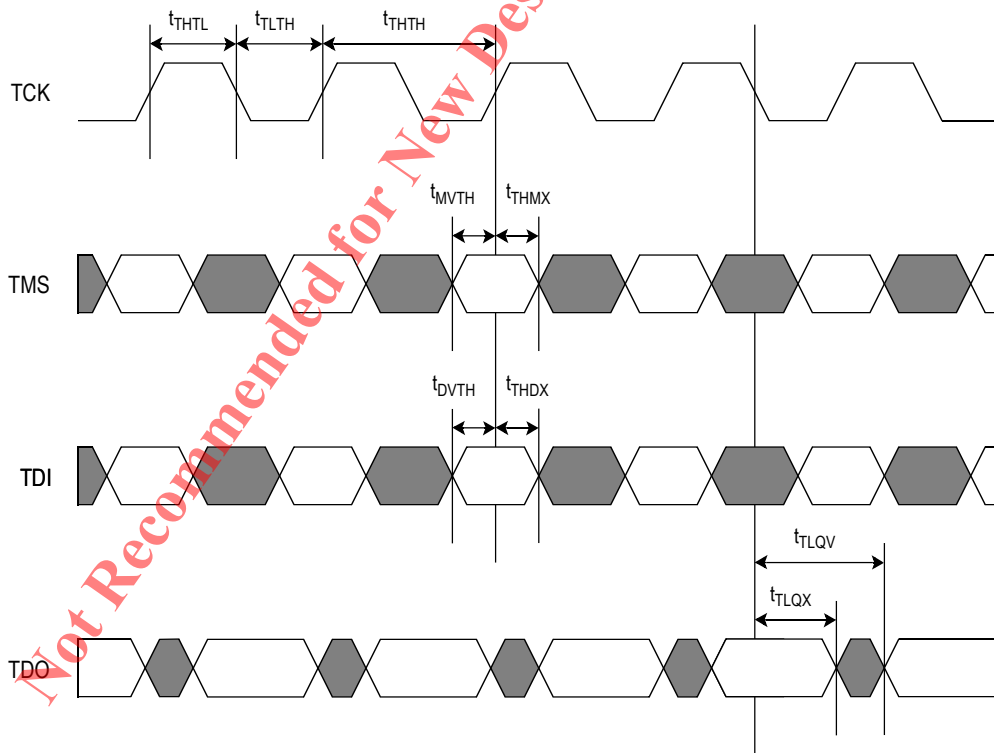 tTHTL tTLTH tTHTH
TCK
tMVTH tTHMX
TMS
tDVTH tTHDX
TDI
tTLQV
tTLQX
TDO
Not Recommended for New Des